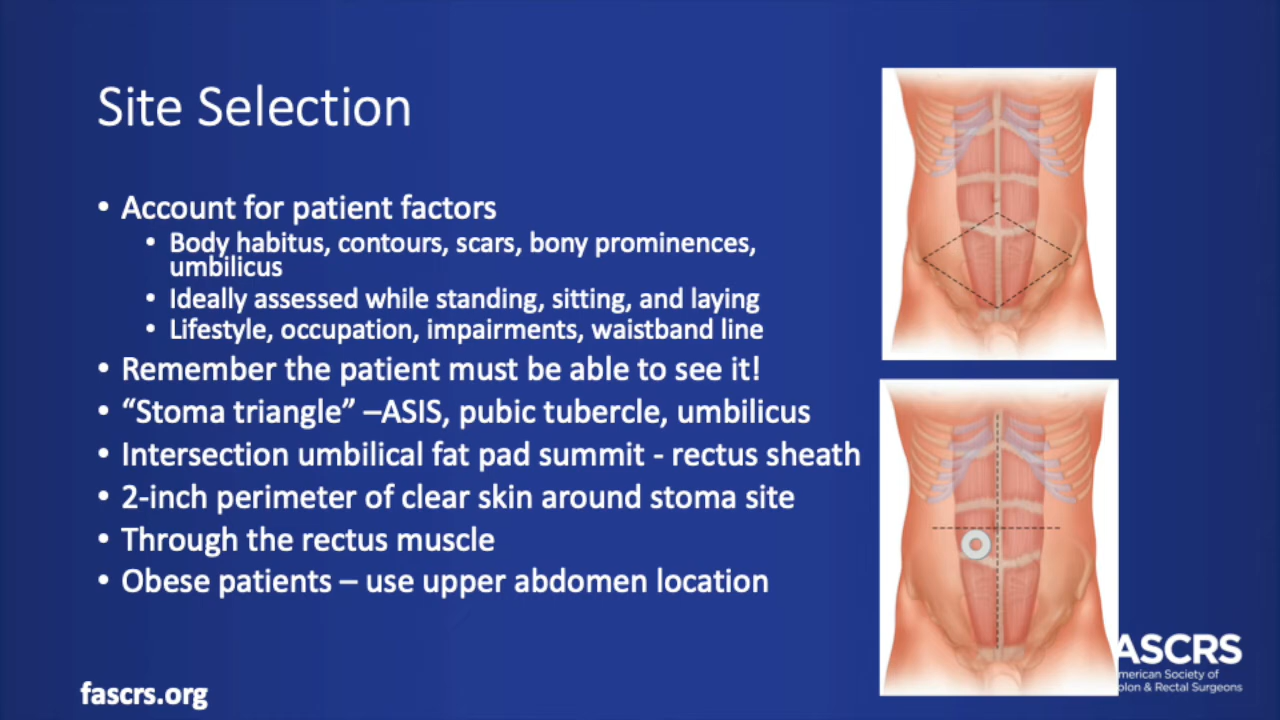 Site Selection
• Account for patient factors
• Body habitus, contours, scars, bony prominences,
umbilicus
• Ideally assessed while standing, sitting, and laying
• Lifestyle, occupation, impairments, waistband line
• Remember the patient must be able to see it!
• “Stoma triangle” –ASIS, pubic tubercle, umbilicus
• Intersection umbilical fat pad summit - rectus sheath
• 2-inch perimeter of clear skin around stoma site
• Through the rectus muscle
• Obese patients – use upper abdomen location
fascrs.org
ASCRS
merican Society of
olon & Rectal Surgeons